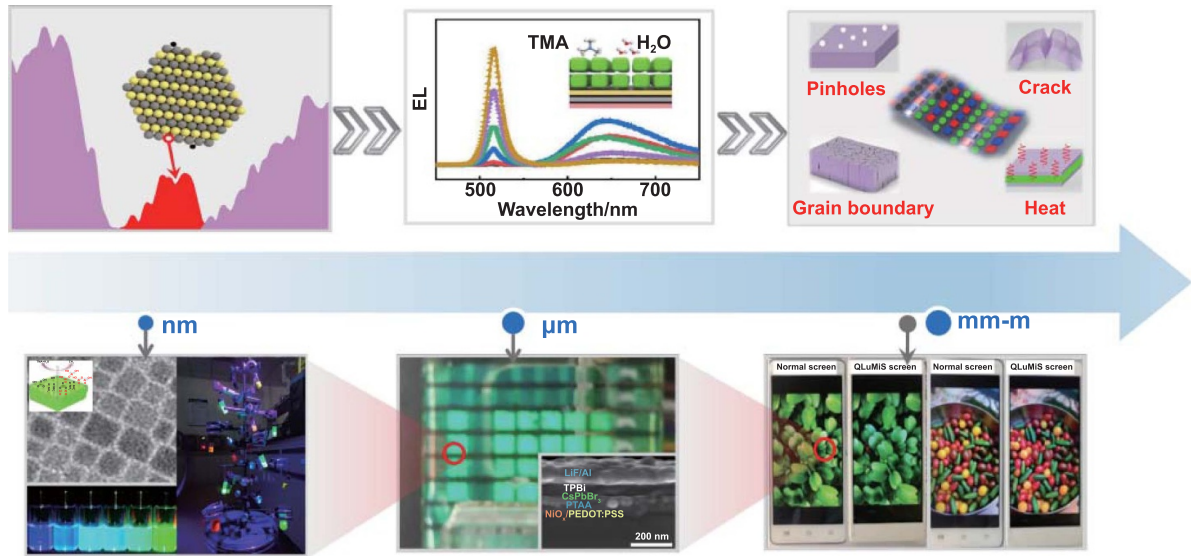 TMA
H₂O
EL
500
600
700
Wavelength/nm
Pinholes
Crack
Grain boundary
Heat
nm
µm
mm-m
LiF/Al
TPBi
CsPbBr₃
PTAA
NiOₓ/PEDOT:PSS
200 nm
Normal screen
QLuMiS screen
Normal screen
QLuMiS screen